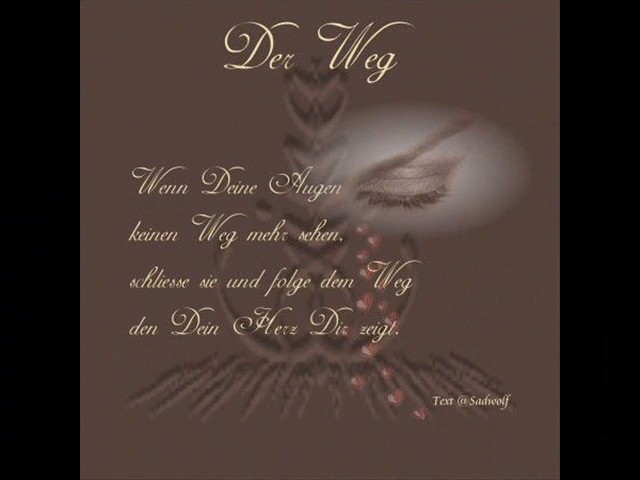 Der Weg
Wenn Deine Augen
keinen Weg mehr sehen,
schliesse sie und folge dem Weg
den Dein Herz Dir zeigt.
Text @Sadwolf